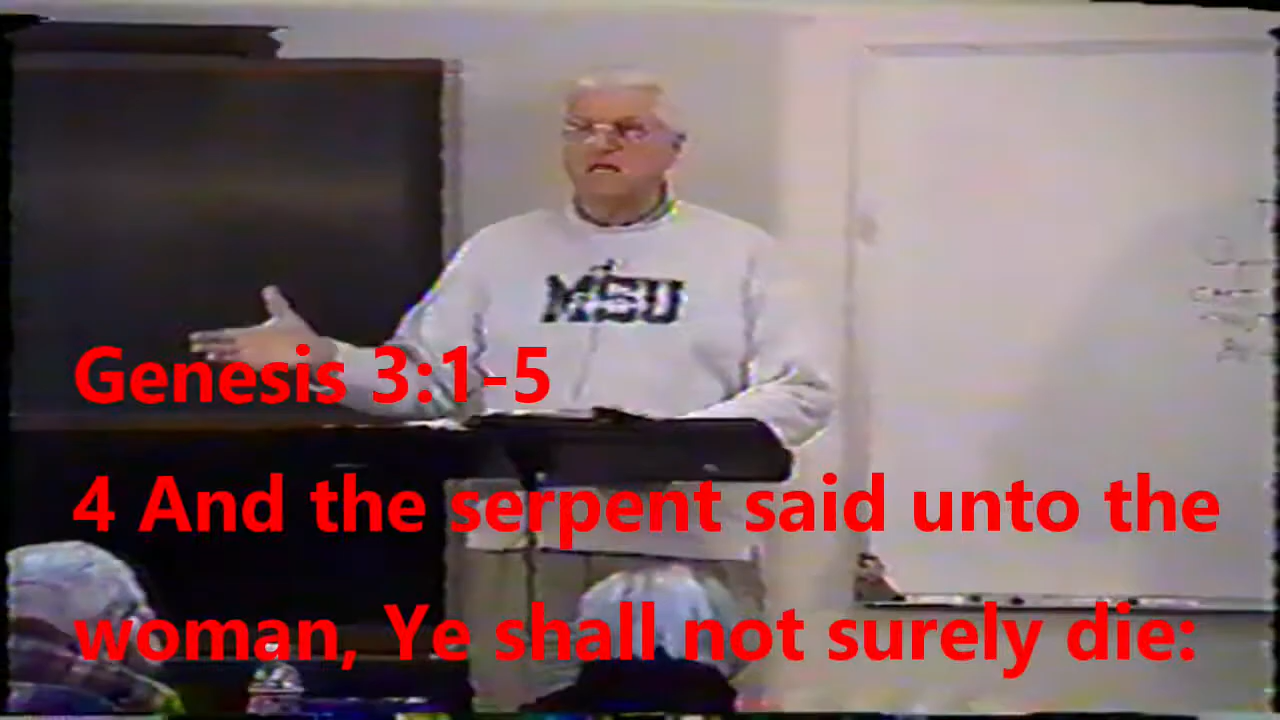 MSU
Genesis 3:1-5
4 And the serpent said unto the
woman, Ye shall not surely die: